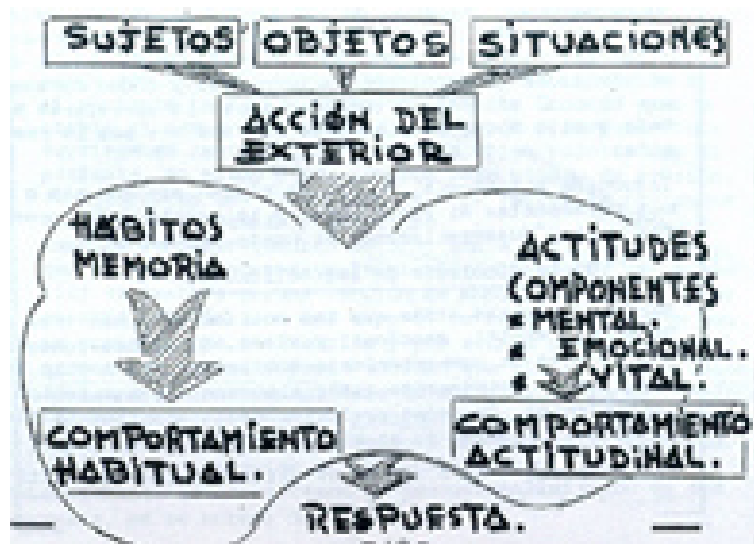 SUJETOS
OBJETOS
SITUACIONES
ACCIÓN DEL
EXTERIOR
HÁBITOS
MEMORIA
ACTITUDES
COMPONENTES
* MENTAL.
* EMOCIONAL.
* VITAL.
COMPORTAMIENTO
HABITUAL.
COMPORTAMIENTO
ACTITUDINAL.
RESPUESTA.